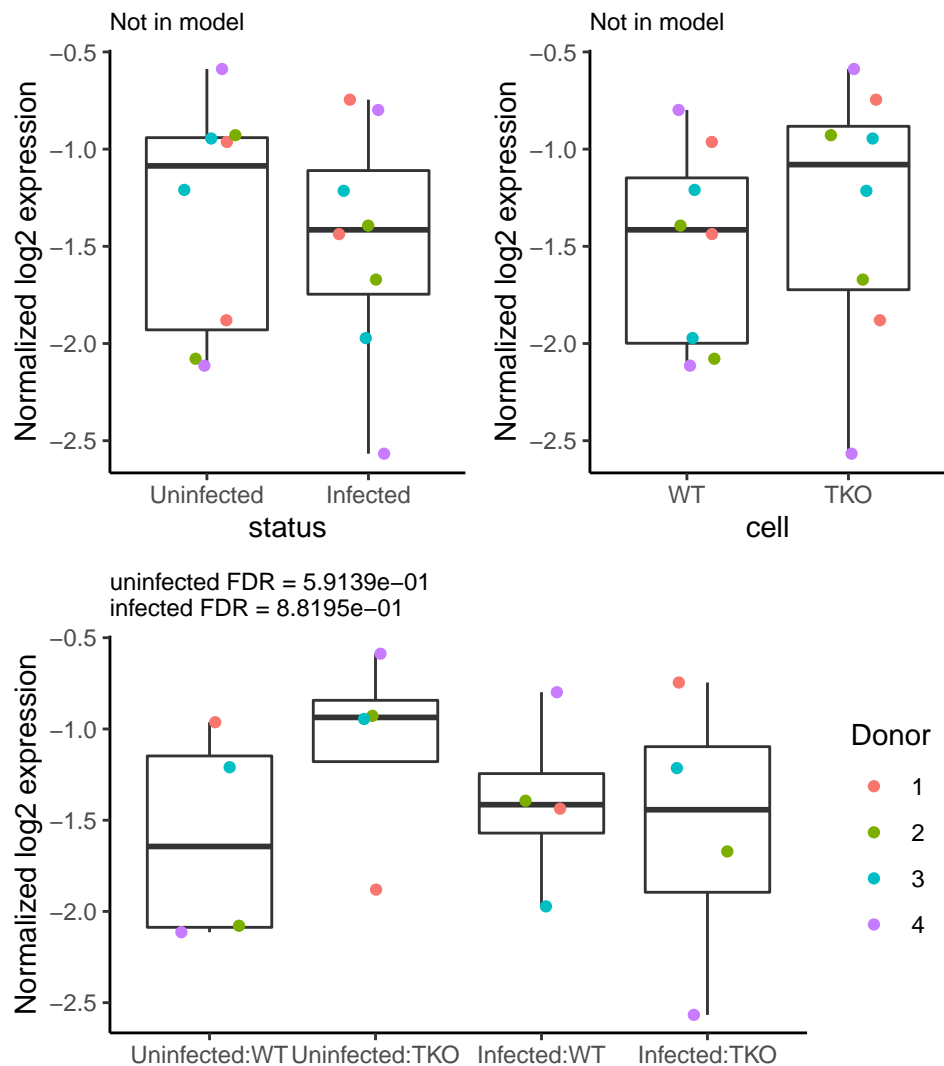 Not in model
Normalized log2 expression
−0.5
−1.0
−1.5
−2.0
−2.5
Uninfected Infected
status
Not in model
Normalized log2 expression
−0.5
−1.0
−1.5
−2.0
−2.5
WT TKO
cell
uninfected FDR = 5.9139e−01
infected FDR = 8.8195e−01
Normalized log2 expression
−0.5
−1.0
−1.5
−2.0
−2.5
Uninfected:WT Uninfected:TKO Infected:WT Infected:TKO
Donor
1
2
3
4